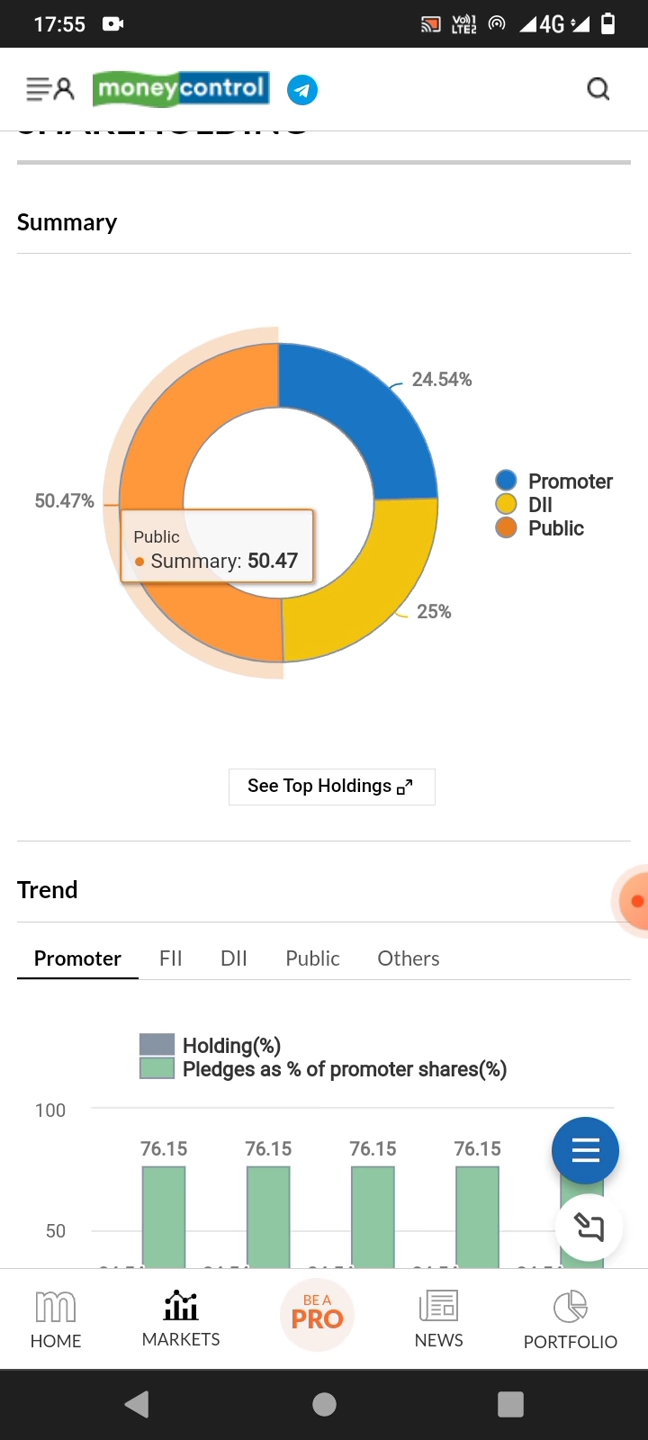 17:55
Vo)) 1
LTE2
4G
moneycontrol
SHAREHOLDING
Summary
24.54%
50.47%
Promoter
DII
Public
Public
Summary: 50.47
25%
See Top Holdings
Trend
Promoter FII DII Public Others
Holding(%)
Pledges as % of promoter shares(%)
100
76.15 76.15 76.15 76.15
50
BE A
PRO
HOME MARKETS NEWS PORTFOLIO